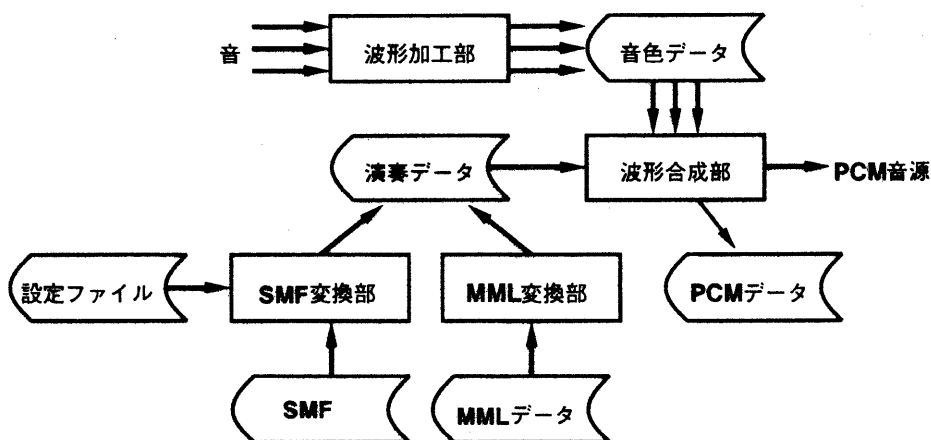 音
波形加工部
音色データ
演奏データ
波形合成部
PCM音源
設定ファイル
SMF変換部
MML変換部
PCMデータ
SMF
MMLデータ